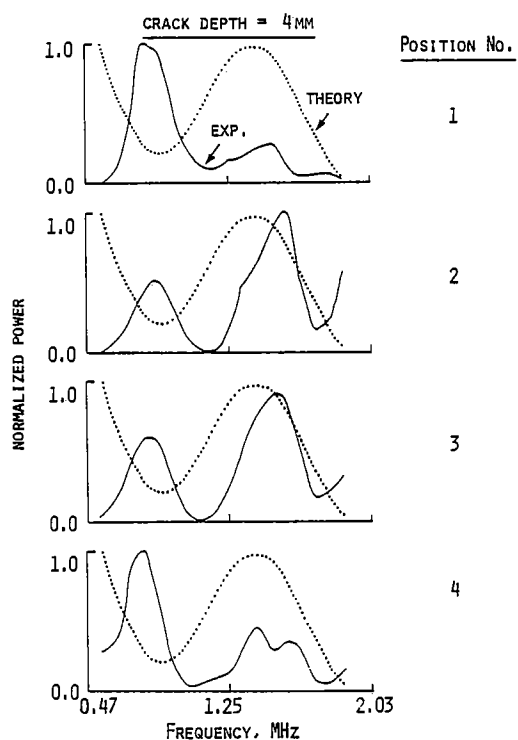 CRACK DEPTH = 4MM
POSITION NO.
1.0
THEORY
EXP.
1
0.0
1.0
2
0.0
NORMALIZED POWER
1.0
3
0.0
1.0
4
0.0
0.47 1.25 2.03
FREQUENCY, MHZ